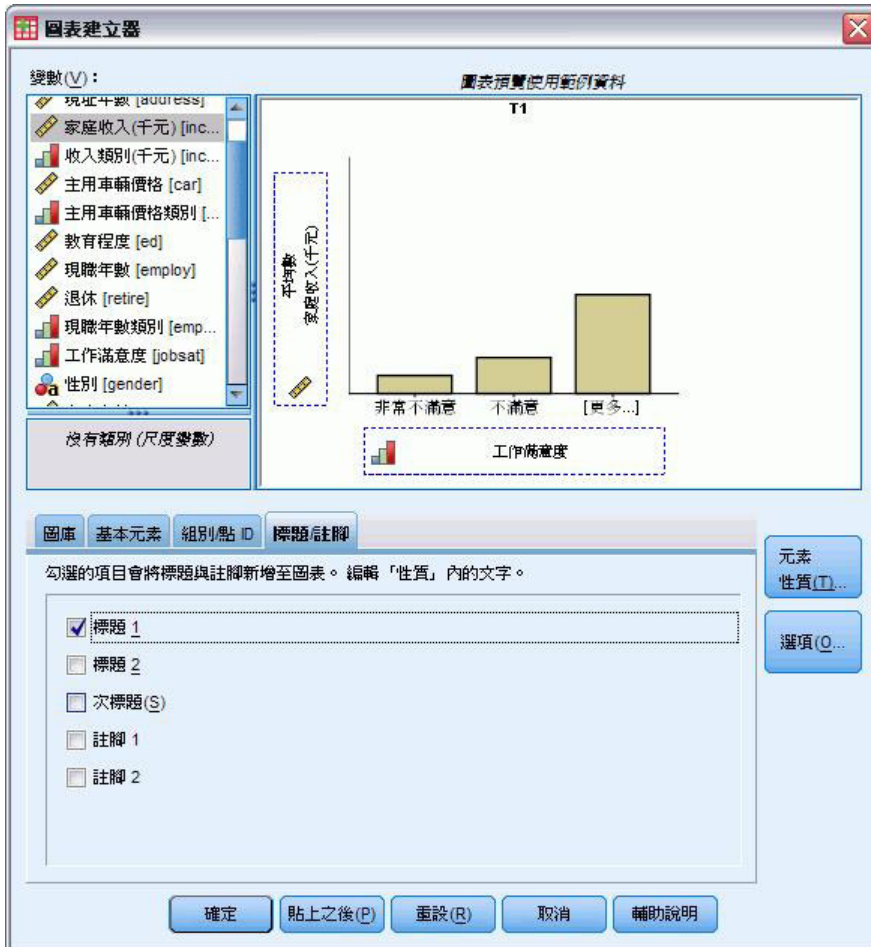 圖表建立器
變數(V)：
現址年數 [address]
家庭收入(千元) [inc...
收入類別(千元) [inc...
主用車輛價格 [car]
主用車輛價格類別 [...
教育程度 [ed]
現職年數 [employ]
退休 [retire]
現職年數類別 [emp...
工作滿意度 [jobsat]
性別 [gender]
沒有類別 (尺度變數)
圖表預覽使用範例資料
T1
平均數
家庭收入(千元)
非常不滿意 不滿意 [更多...]
工作滿意度
圖庫 基本元素 組別/點 ID 標題/註腳
勾選的項目會將標題與註腳新增至圖表。 編輯「性質」內的文字。
標題 1
標題 2
次標題(S)
註腳 1
註腳 2
元素
性質(T)...
選項(O...
確定 貼上之後(P) 重設(R) 取消 輔助說明